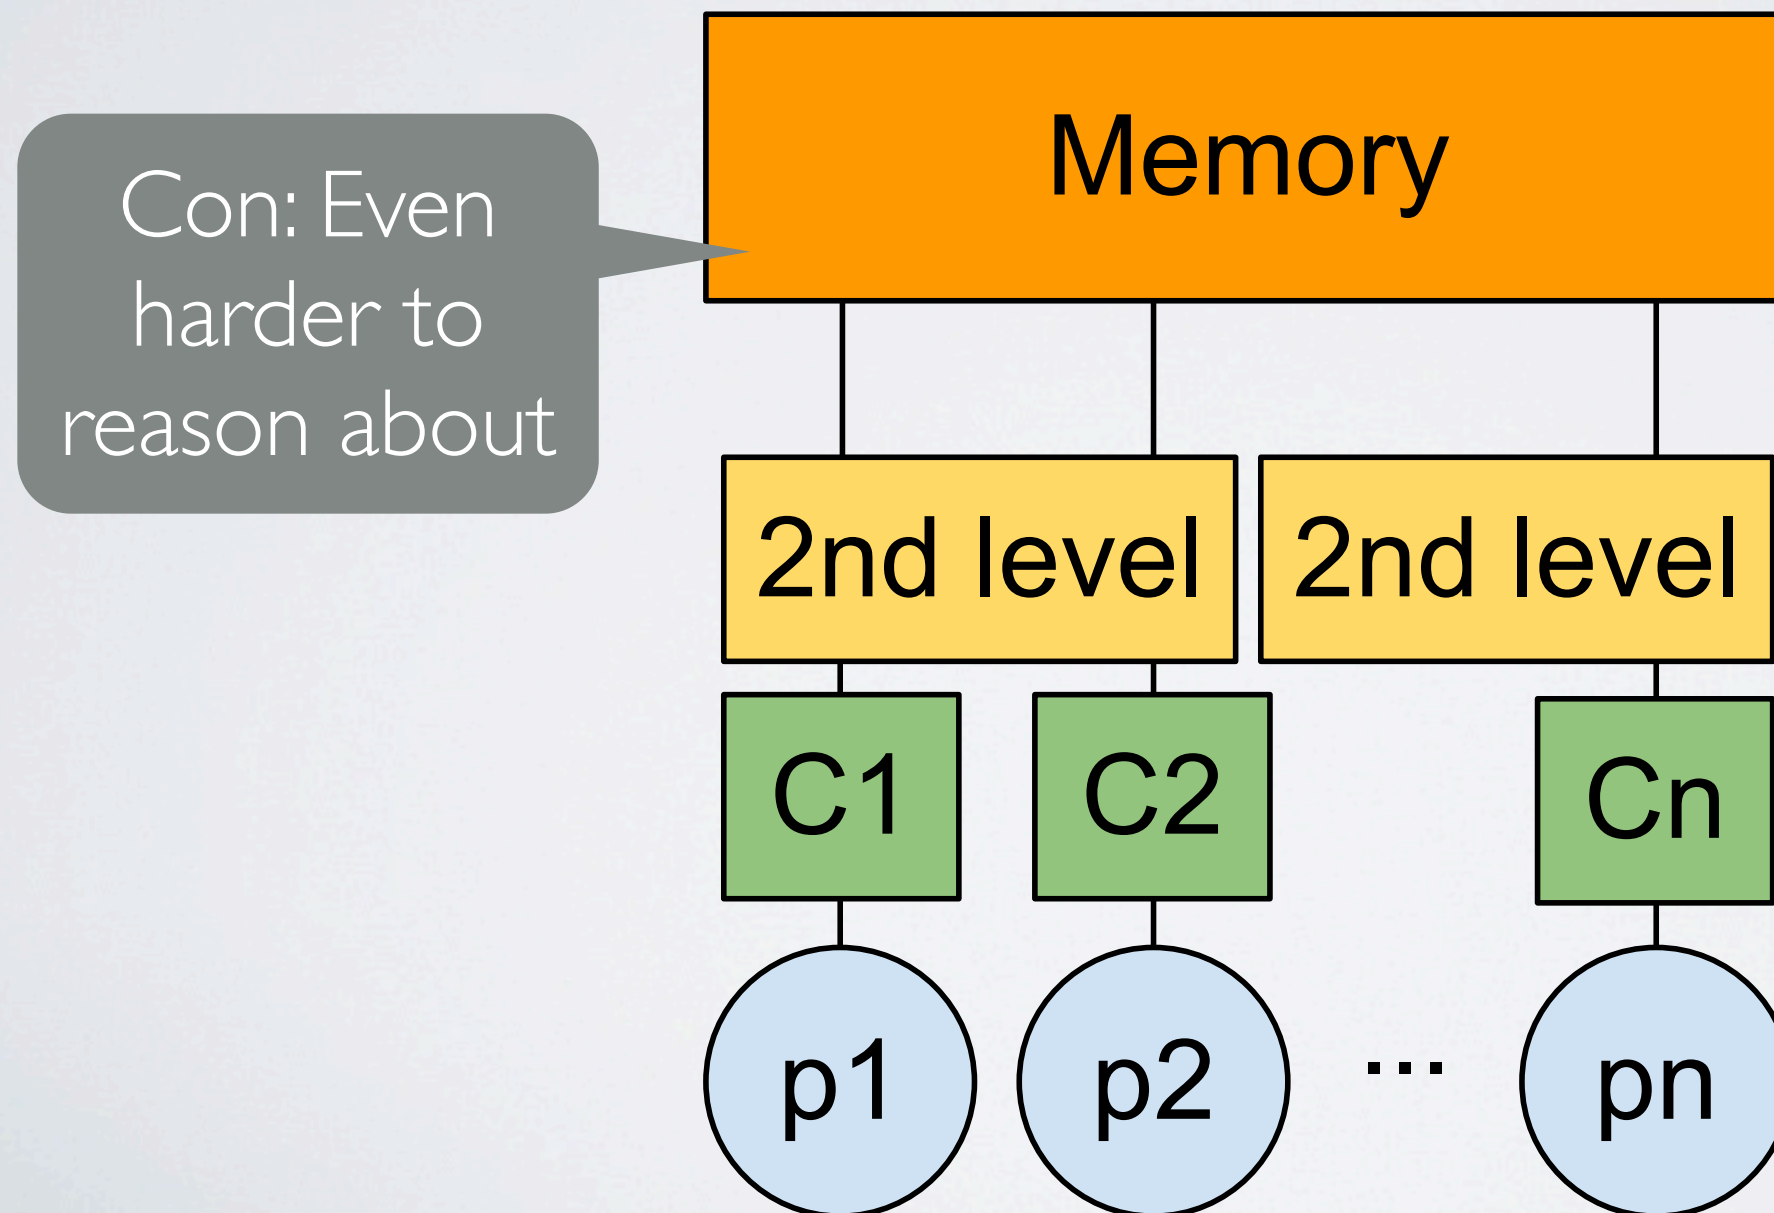 Memory
Con: Even
harder to
reason about
2nd level 2nd level
C1 C2 Cn
p1 p2 ... pn